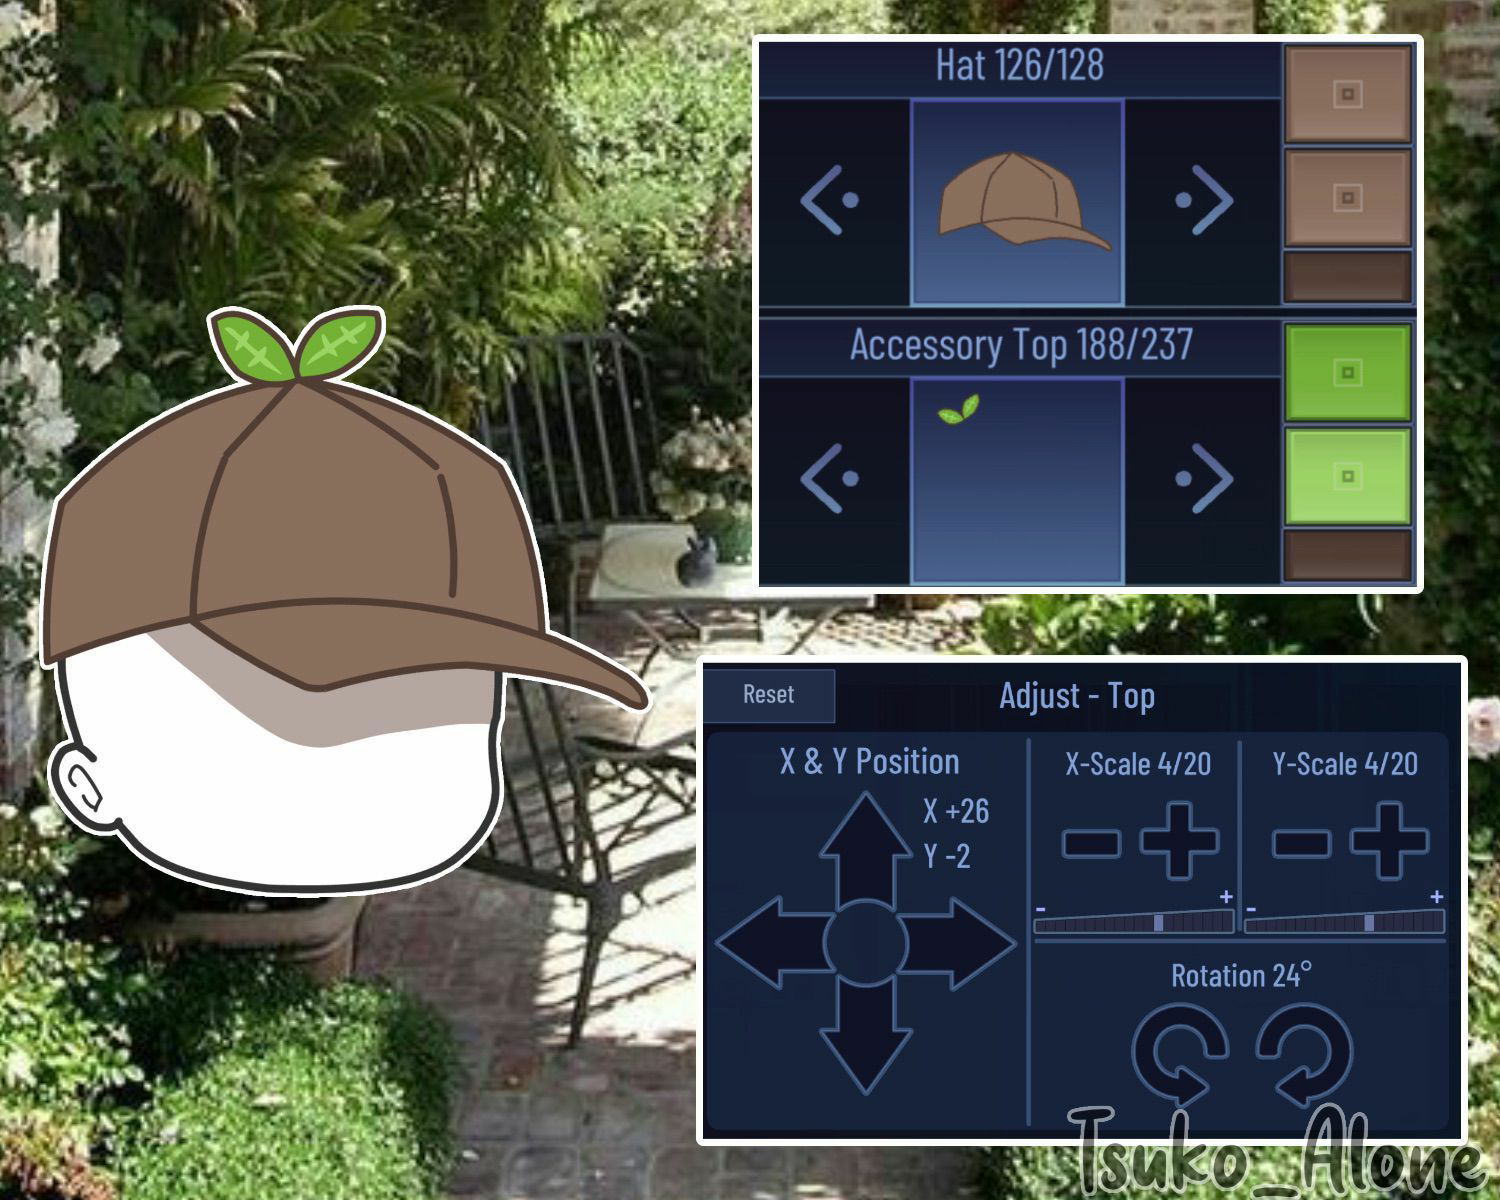 Hat 126/128
Accessory Top 188/237
Reset
Adjust - Top
X & Y Position
X +26
Y -2
X-Scale 4/20
Y-Scale 4/20
- +
- +
Rotation 24°
Tsuko_Alone